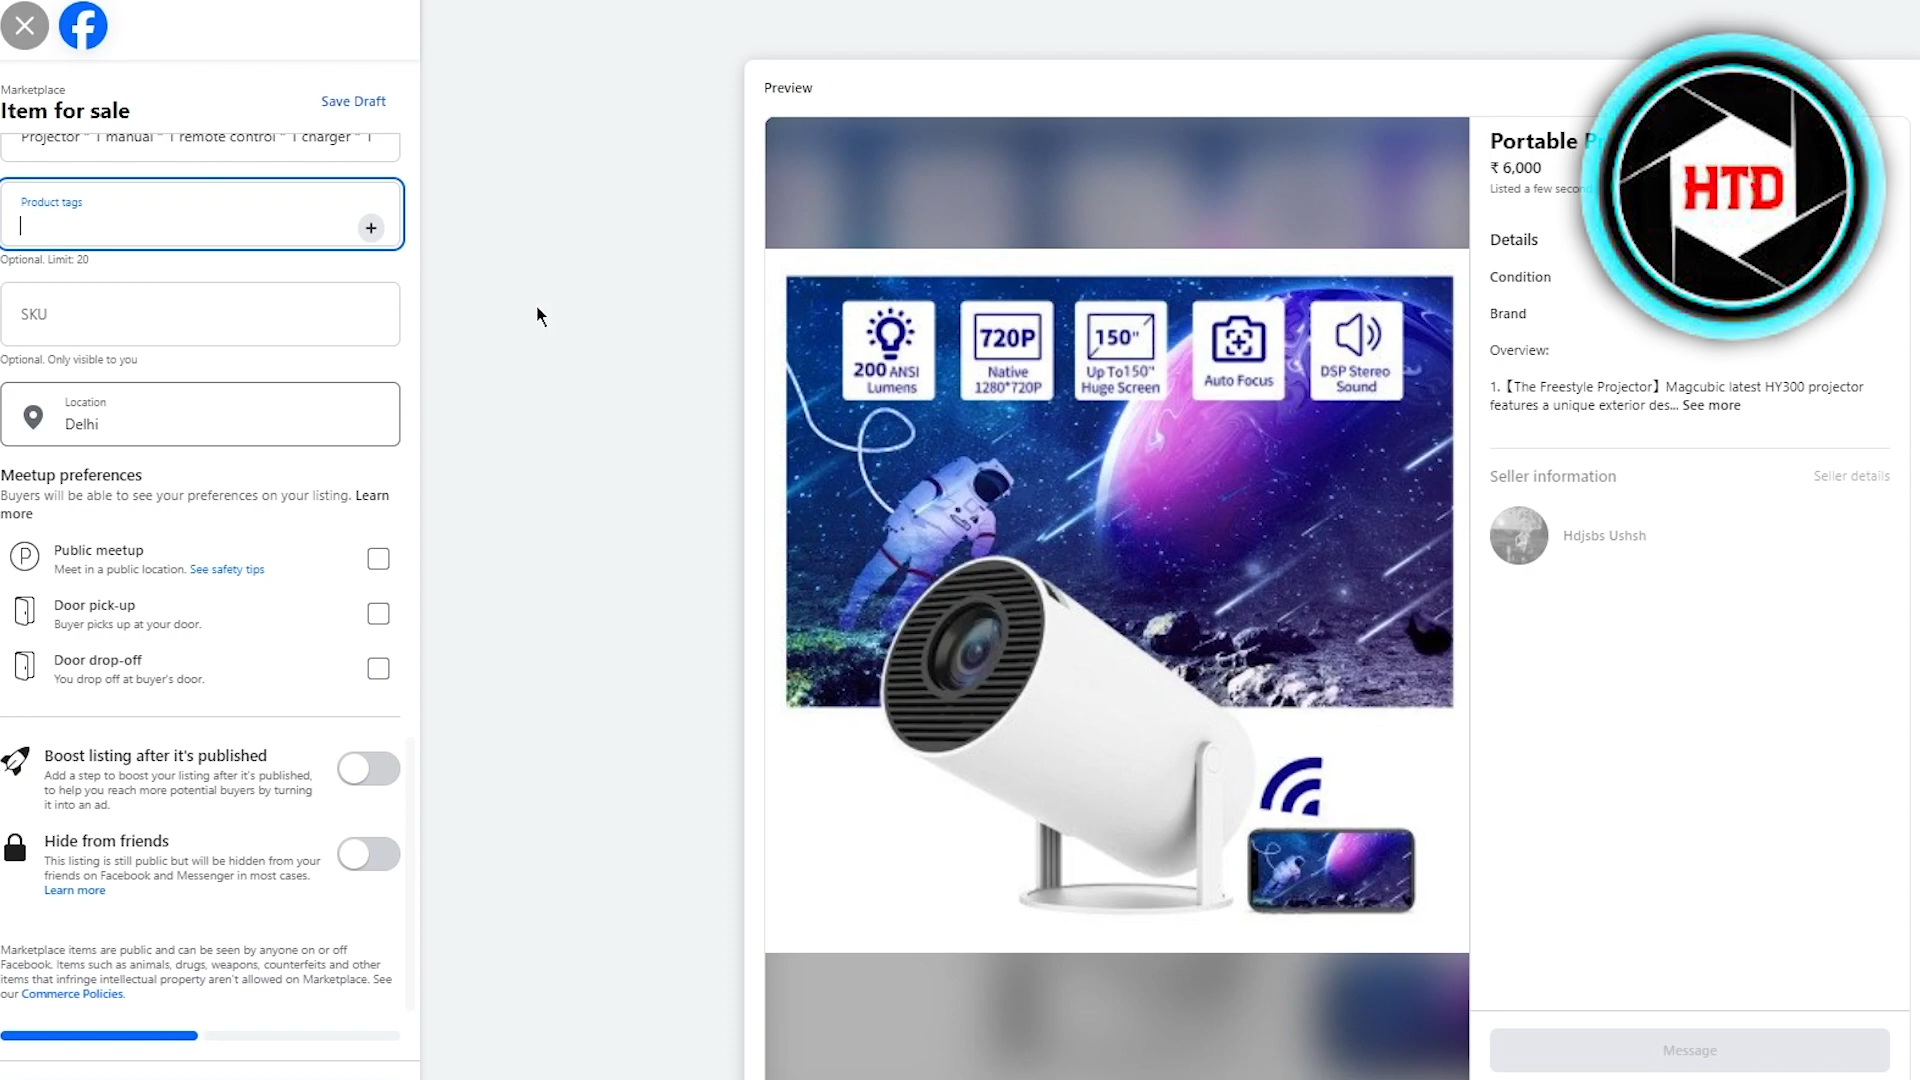 Marketplace
Item for sale
Save Draft
Projector * 1 manual * 1 remote control * 1 charger * 1
Product tags
+
Optional. Limit: 20
SKU
Optional. Only visible to you
Location
Delhi
Meetup preferences
Buyers will be able to see your preferences on your listing. Learn
more
P
Public meetup
Meet in a public location. See safety tips
Door pick-up
Buyer picks up at your door.
Door drop-off
You drop off at buyer's door.
Boost listing after it's published
Add a step to boost your listing after it's published,
to help you reach more potential buyers by turning
it into an ad.
Hide from friends
This listing is still public but will be hidden from your
friends on Facebook and Messenger in most cases.
Learn more
Marketplace items are public and can be seen by anyone on or off
Facebook. Items such as animals, drugs, weapons, counterfeits and other
items that infringe intellectual property aren't allowed on Marketplace. See
our Commerce Policies.
Preview
200 ANSI
Lumens
720P
Native
1280*720P
150"
Up To150"
Huge Screen
Auto Focus
DSP Stereo
Sound
Portable
₹ 6,000
Listed a few
Details
Condition
Brand
Overview:
1.【The Freestyle Projector】Magcubic latest HY300 projector
features a unique exterior des... See more
Seller information
Seller details
Hdjsbs Ushsh
Message
HTD